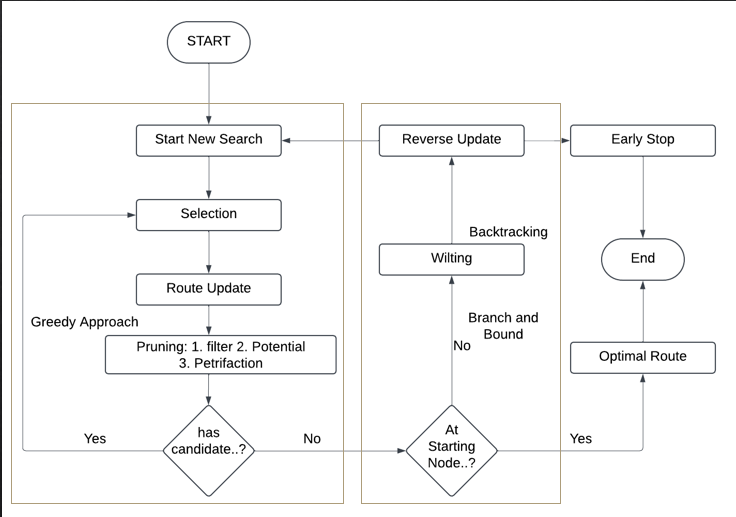 START
Start New Search
Reverse Update
Early Stop
Selection
Backtracking
Wilting
End
Route Update
Greedy Approach
Branch and
Bound
No
Pruning: 1. filter 2. Potential
3. Petrifaction
Optimal Route
has
candidate..?
Yes
No
At
Starting
Node..?
Yes